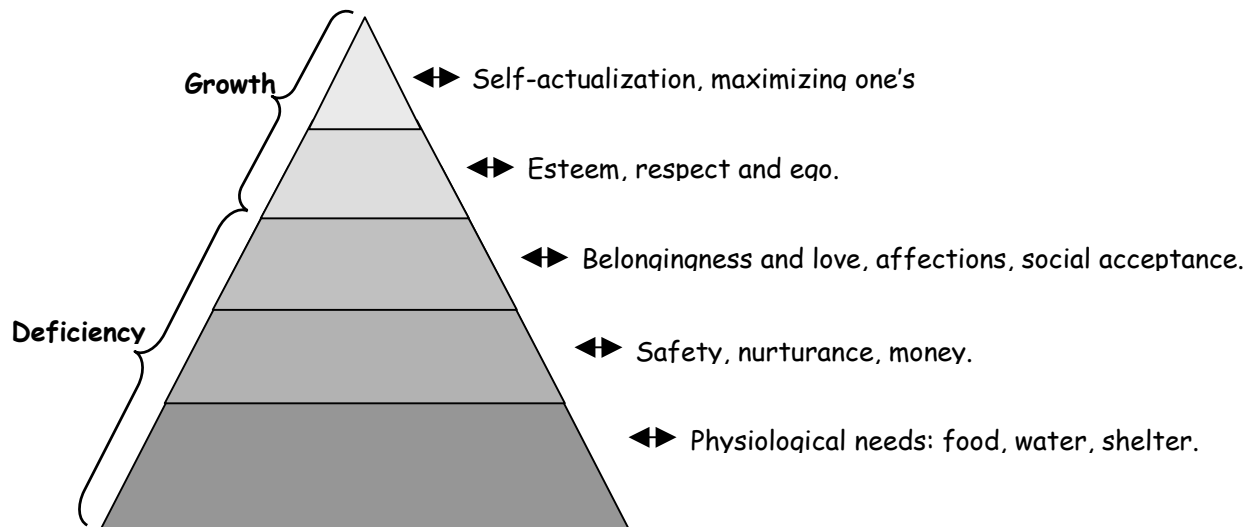 Growth
Self-actualization, maximizing one's
Esteem, respect and ego.
Belongingness and love, affections, social acceptance.
Deficiency
Safety, nurturance, money.
Physiological needs: food, water, shelter.